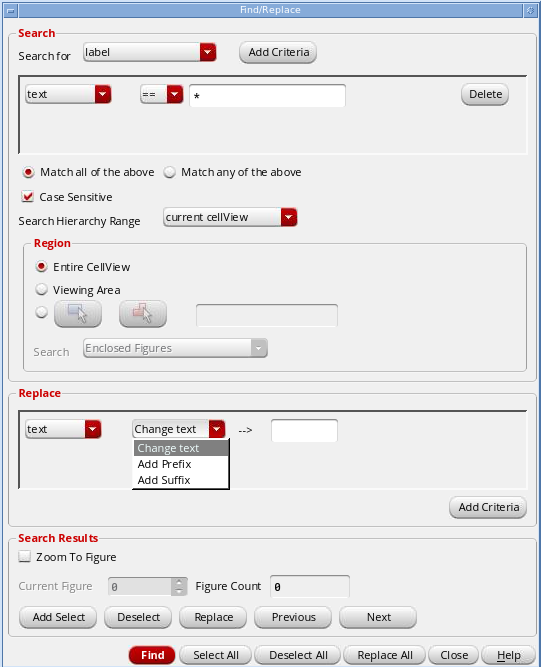 Find/Replace
Search
Search for label Add Criteria
text == * Delete
Match all of the above Match any of the above
Case Sensitive
Search Hierarchy Range current cellView
Region
Entire CellView
Viewing Area
Search Enclosed Figures
Replace
text Change text -->
Change text
Add Prefix
Add Suffix
Add Criteria
Search Results
Zoom To Figure
Current Figure 0 Figure Count 0
Add Select Deselect Replace Previous Next
Find Select All Deselect All Replace All Close Help